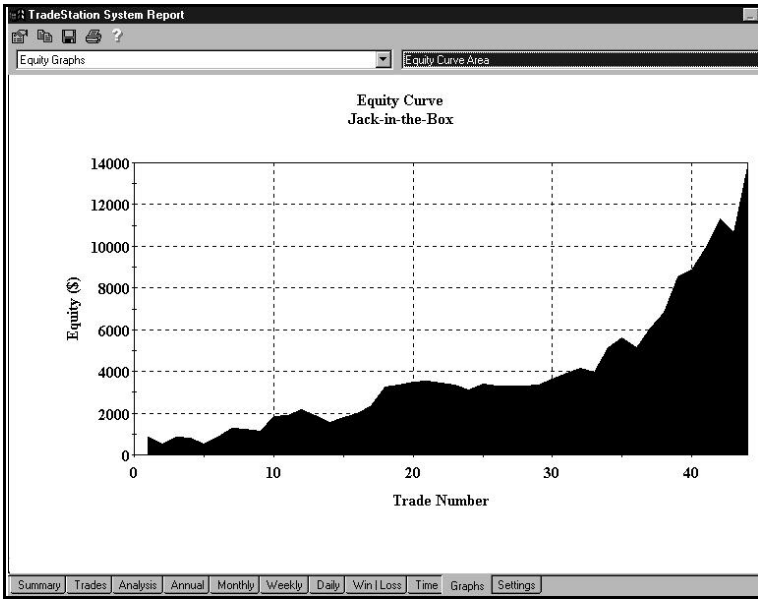 TradeStation System Report
Equity Graphs
Equity Curve Area
Equity Curve
Jack-in-the-Box
14000
12000
10000
8000
6000
4000
2000
0
Equity ($)
0 10 20 30 40
Trade Number
Summary Trades Analysis Annual Monthly Weekly Daily Win | Loss Time Graphs Settings